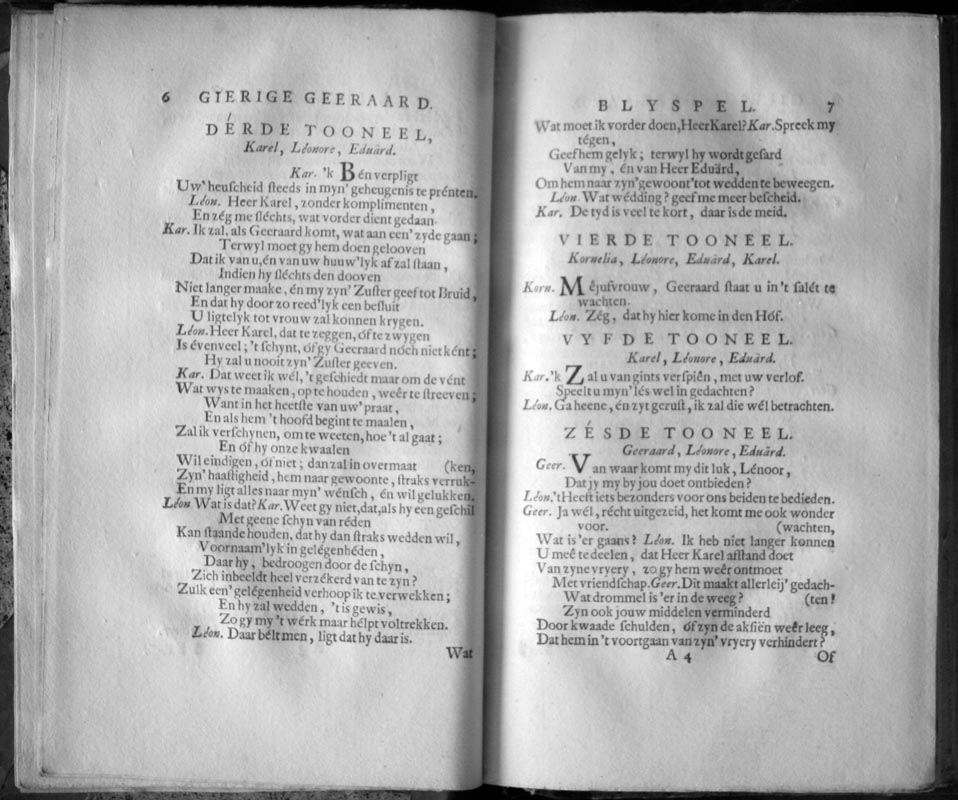 6 GIERIGE GEERAARD.
DÉRDE TOONEEL,
Karel, Léonore, Eduärd.
Kar. 'k Bén verpligt
Uw' heuſcheid ſteeds in myn' geheugenis te prénten.
Léon. Heer Karel, zonder komplimenten,
En zég me ſléchts, wat vorder dient gedaan.
Kar. Ik zal, als Geeraard komt, wat aan een' zyde gaan;
Terwyl moet gy hem doen gelooven
Dat ik van u, én van uw huuw'lyk af zal ſtaan,
Indien hy ſléchts den dooven
Niet langer maake, én my zyn' Zuſter geef tot Bruid,
En dat hy door zo reed'lyk een beſluit
U ligtelyk tot vrouw zal konnen krygen.
Léon. Heer Karel, dat te zeggen, óf te zwygen
Is évenveel; 't ſchynt, óf gy Geeraard nóch niet ként;
Hy zal u nooit zyn' Zuſter geeven.
Kar. Dat weet ik wél, 't geſchiedt maar om de vént
Wat wys te maaken, op te houden, weêr te ſtreeven;
Want in het heetſte van uw' praat,
En als hem 't hoofd begint te maalen,
Zal ik verſchynen, om te weeten, hoe 't al gaat;
En óf hy onze kwaalen
Wil eindigen, óf niet; dan zal in overmaat (ken,
Zyn' haaſtigheid, hem naar gewoonte, ſtraks verruk-
En my ligt alles naar myn' wénſch, én wil gelukken.
Léon Wat is dat? Kar. Weet gy niet, dat, als hy een geſchil
Met geene ſchyn van réden
Kan ſtaande houden, dat hy dan ſtraks wedden wil,
Voornaam'lyk in gelégenhéden,
Daar hy, bedroogen door de ſchyn,
Zich inbeeldt heel verzékerd van te zyn?
Zulk een' gelégenheid verhoop ik te verwekken;
En hy zal wedden, 't is gewis,
Zo gy my 't wérk maar hélpt voltrekken.
Léon. Daar bélt men, ligt dat hy daar is.
Wat
BLYSPEL. 7
Wat moet ik vorder doen, Heer Karel? Kar. Spreek my
tégen,
Geef hem gelyk; terwyl hy wordt geſard
Van my, én van Heer Eduärd,
Om hem naar zyn' gewoont' tot wedden te beweegen.
Léon. Wat wédding? geef me meer beſcheid.
Kar. De tyd is veel te kort, daar is de meid.
VIERDE TOONEEL.
Kornelia, Léonore, Eduärd, Karel.
Korn. Méjufvrouw, Geeraard ſtaat u in 't ſalét te
wachten.
Léon. Zég, dat hy hier kome in den Hóf.
VYFDE TOONEEL.
Karel, Léonore, Eduärd.
Kar. 'k Zal u van gints verſpiên, met uw verlof.
Speelt u myn' lés wel in gedachten?
Léon. Ga heene, én zyt geruſt, ik zal die wél betrachten.
ZÉSDE TOONEEL.
Geeraard, Léonore, Eduärd.
Geer. Van waar komt my dit luk, Lénoor,
Dat jy my by jou doet ontbieden?
Léon. 't Heeft iets bezonders voor ons beiden te bedieden.
Geer. Ja wél, récht uitgezeid, het komt me ook wonder
voor. (wachten,
Wat is 'er gaans? Léon. Ik heb niet langer konnen
U meê te deelen, dat Heer Karel afſtand doet
Van zyne vryery, zo gy hem weêr ontmoet
Met vriendſchap. Geer. Dit maakt allerleij' gedach-
Wat drommel is 'er in de weeg? (ten!
Zyn ook jouw middelen verminderd
Door kwaade ſchulden, óf zyn de akſiën weêr leeg,
Dat hem in 't voortgaan van zyn' vryery verhindert?
A 4 Of